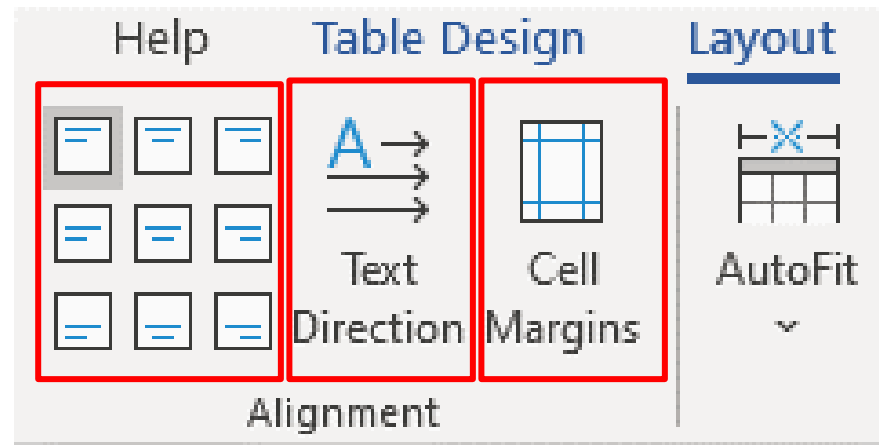 Help Table Design Layout
Text Direction
Cell Margins
AutoFit
Alignment